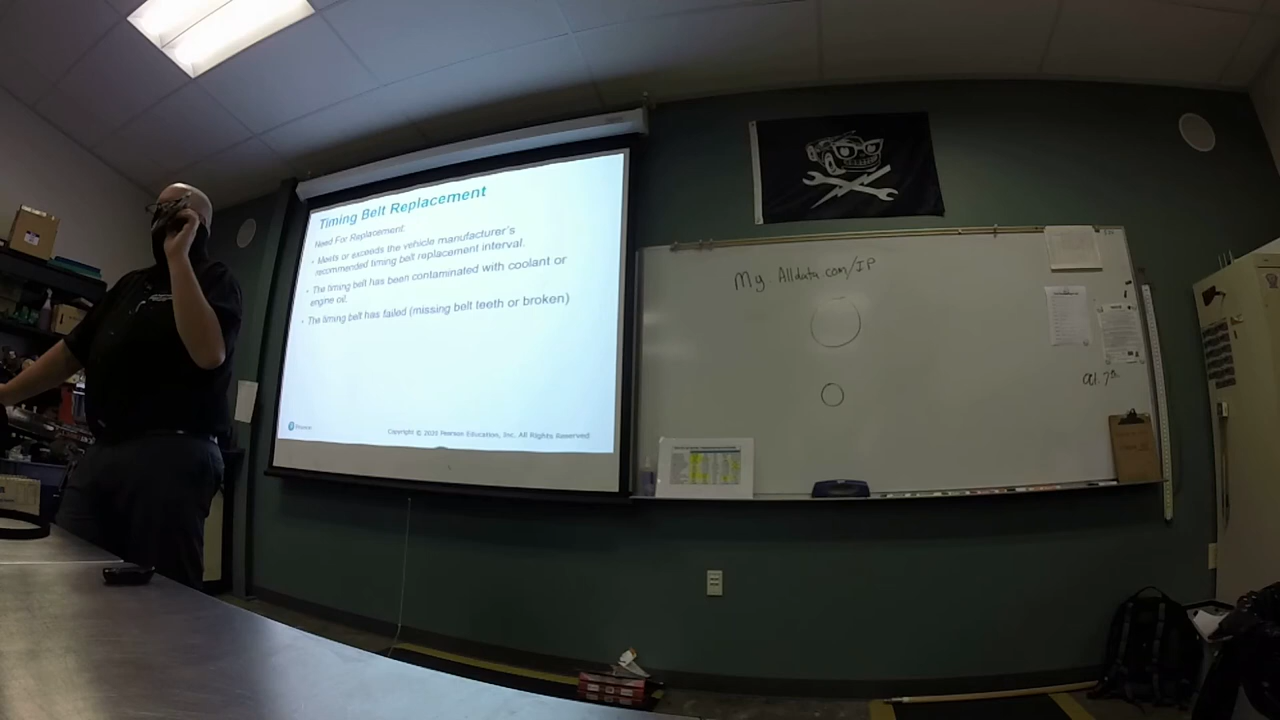 Timing Belt Replacement
Need For Replacement:
• Meets or exceeds the vehicle manufacturer's
recommended timing belt replacement interval.
• The timing belt has been contaminated with coolant or
engine oil.
• The timing belt has failed (missing belt teeth or broken)
Pearson
Copyright © 2022 Pearson Education, Inc. All Rights Reserved
My.Alldata.com/IP